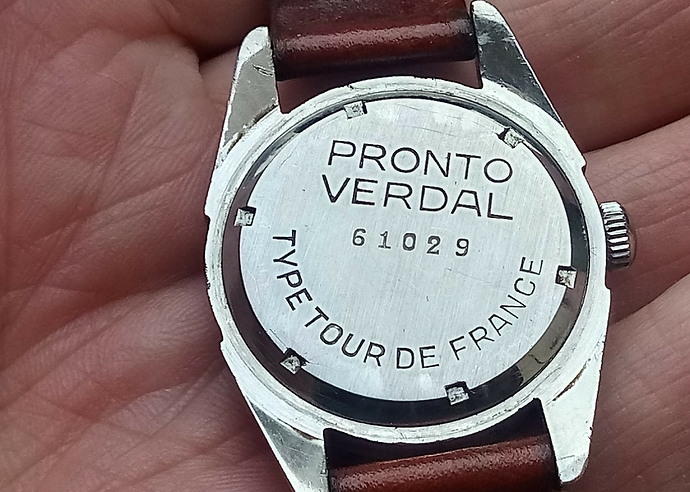 PRONTO
VERDAL
61029
TYPE TOUR DE FRANCE